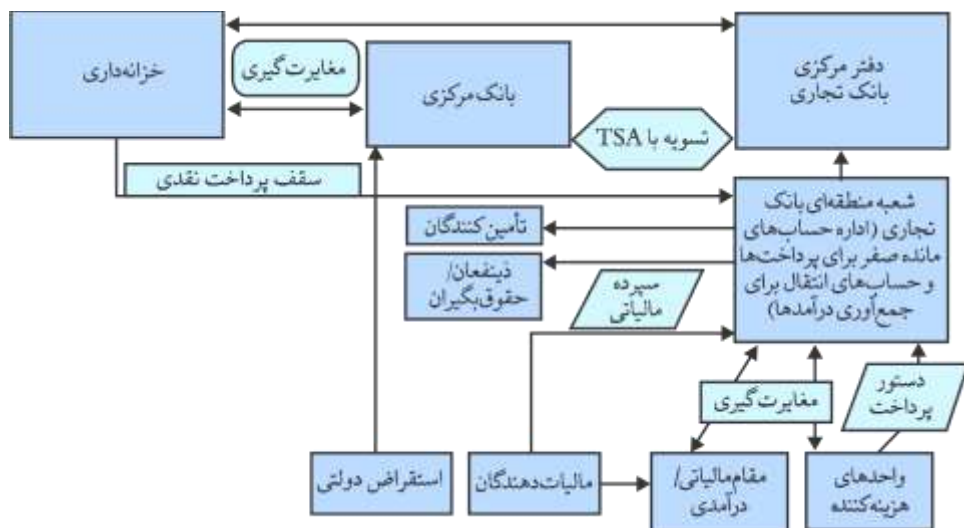 دفتر مرکزی
بانک تجاری
بانک مرکزی
مغایرت‌گیری
خزانه‌داری
تسویه با TSA
سقف پرداخت نقدی
شعبه منطقه‌ای بانک
تجاری (اداره حساب‌های
مانده صفر برای پرداخت‌ها
و حساب‌های انتقال برای
جمع‌آوری درآمدها)
تأمین‌کنندگان
ذینفعان/
حقوق‌بگیران
سپرده
مالیاتی
دستور
پرداخت
مغایرت‌گیری
واحدهای
هزینه‌کننده
مقام مالیاتی/
درآمدی
مالیات‌دهندگان
استقراض دولتی